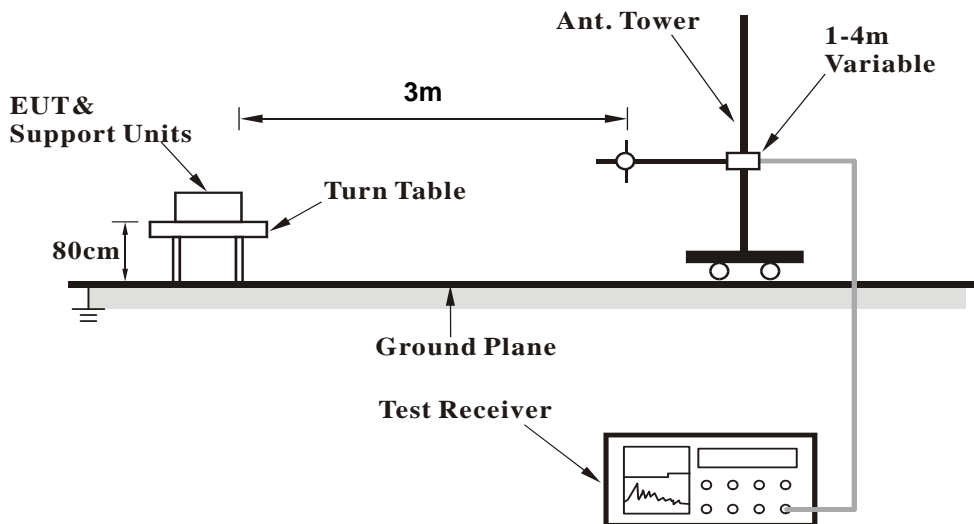 Ant. Tower
1-4m
Variable
3m
EUT&
Support Units
Turn Table
80cm
Ground Plane
Test Receiver